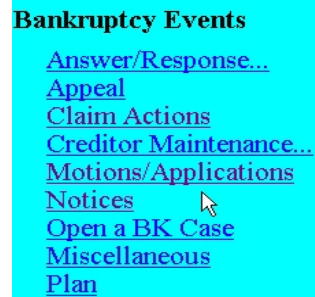 Bankruptcy Events
Answer/Response...
Appeal
Claim Actions
Creditor Maintenance...
Motions/Applications
Notices
Open a BK Case
Miscellaneous
Plan